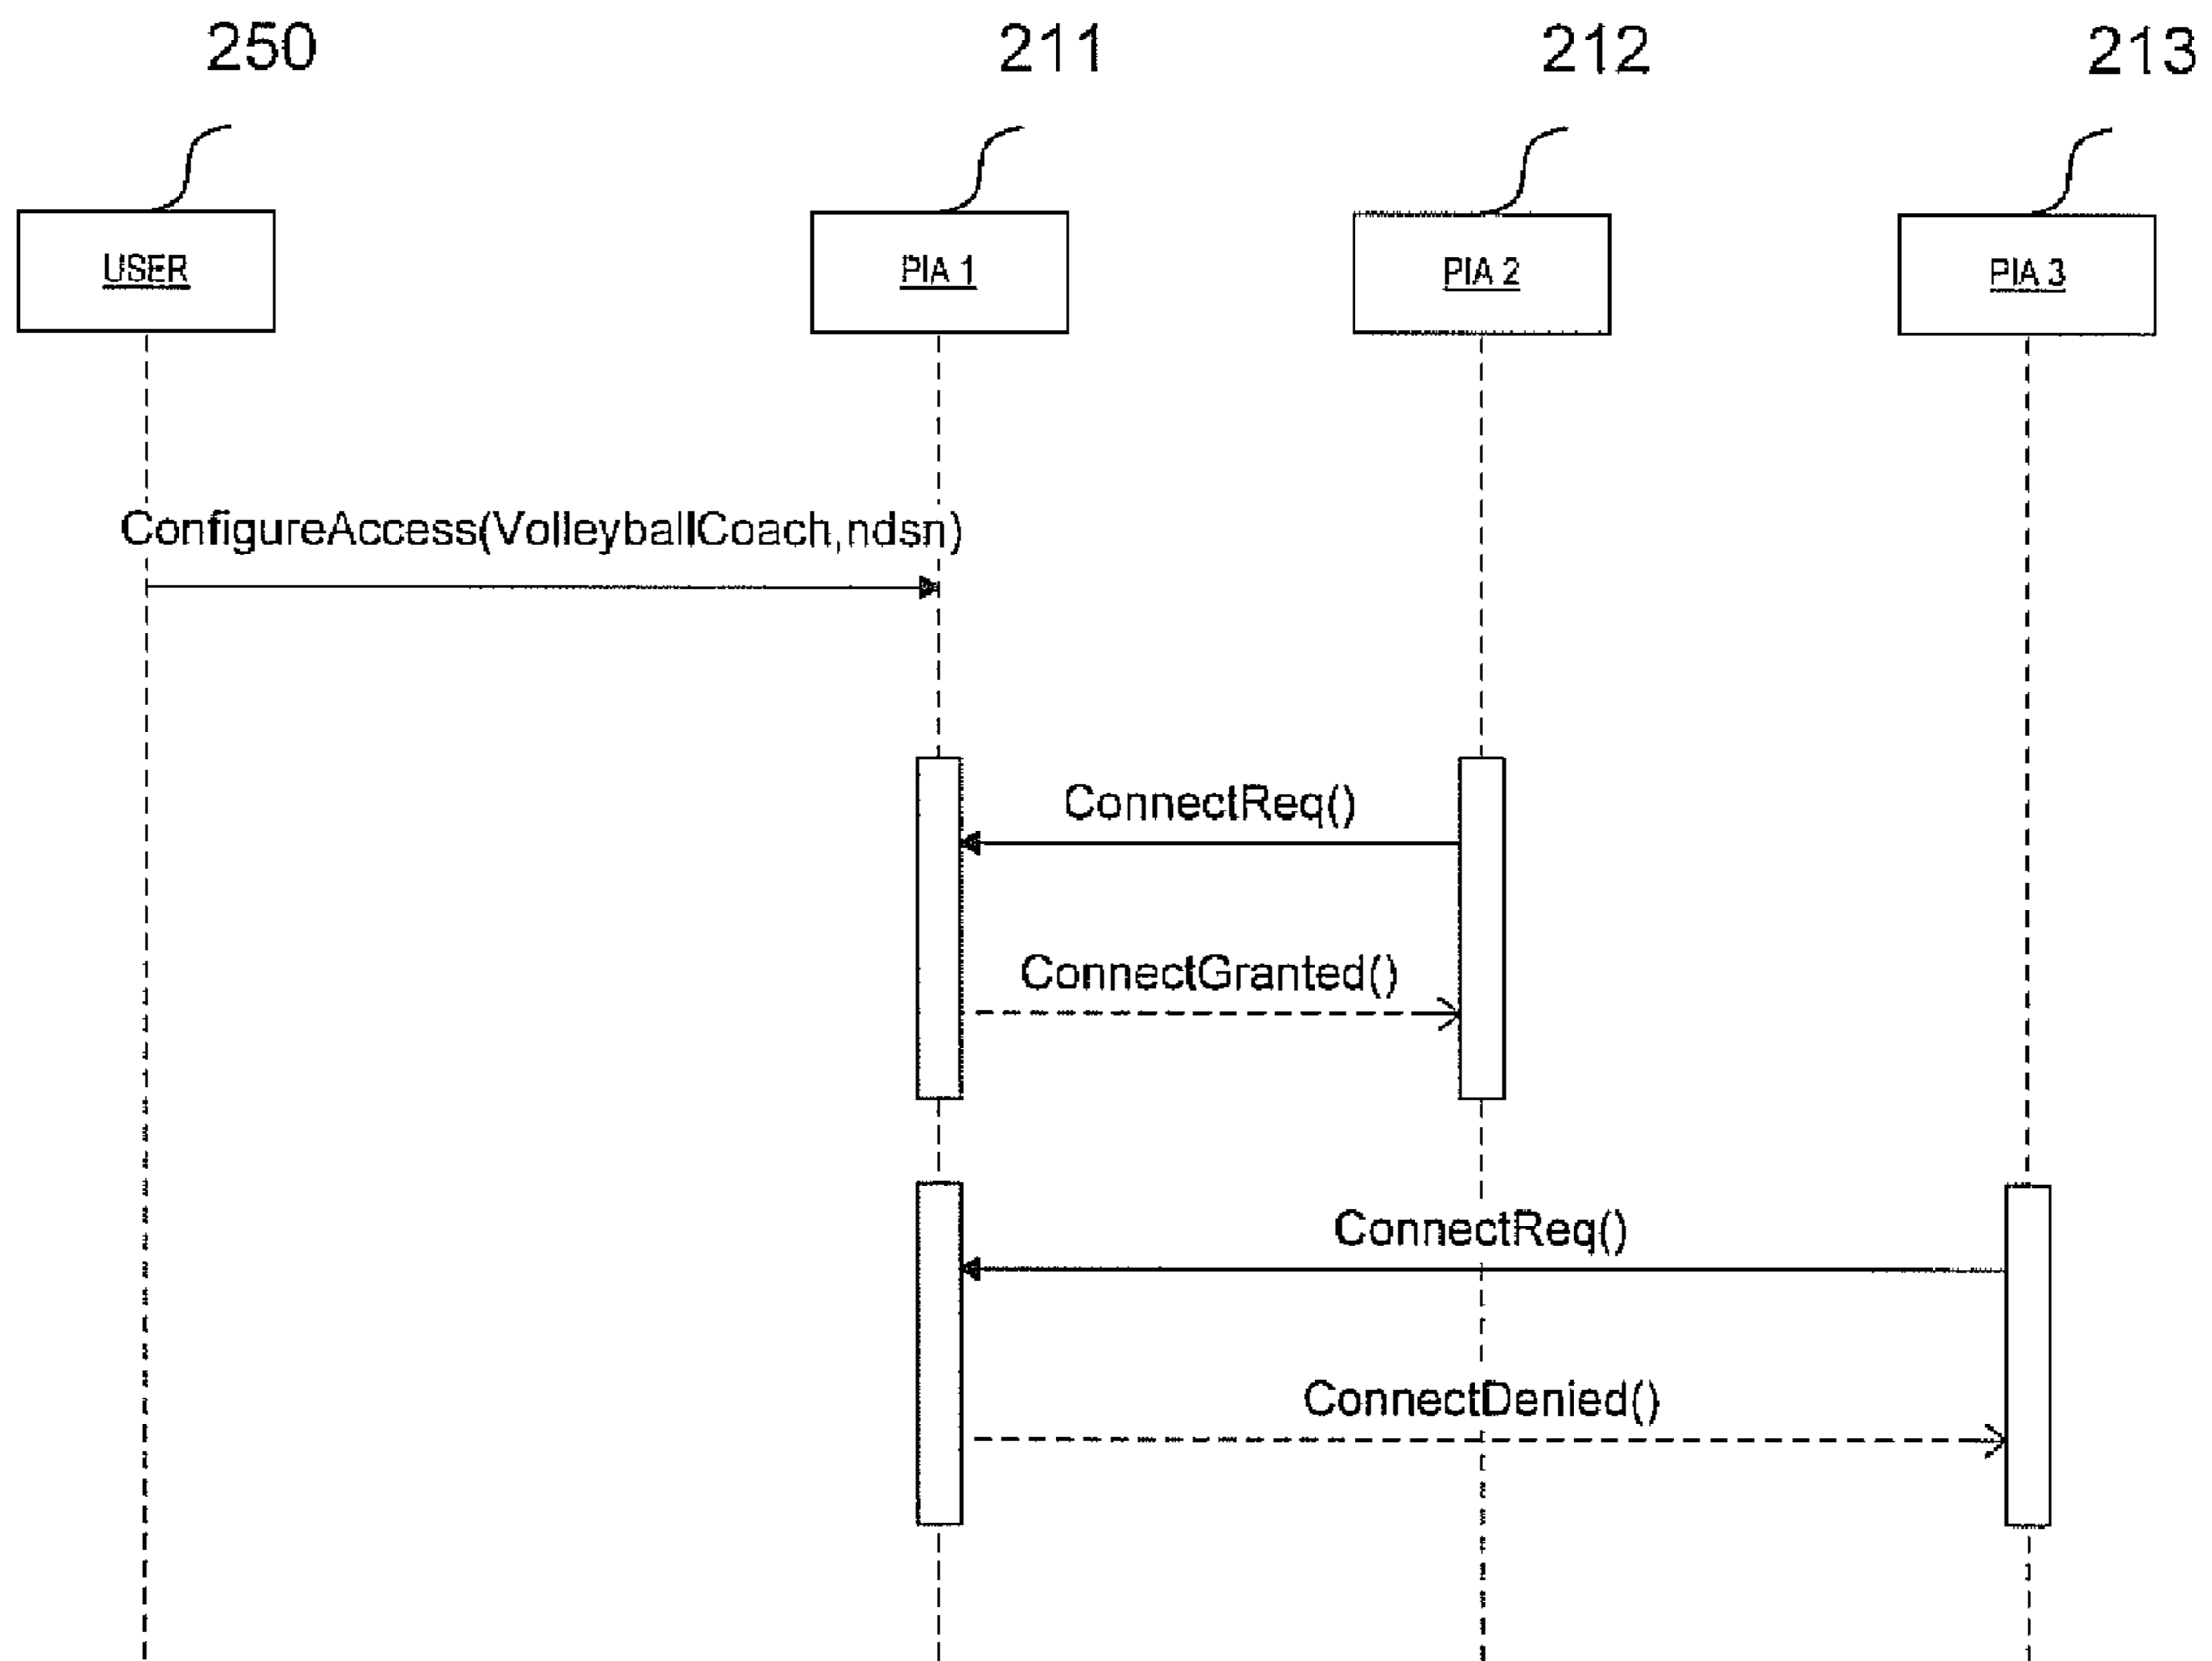 250
211
212
213
USER
PIA 1
PIA 2
PIA 3
ConfigureAccess(VolleyballCoach,ndsn)
ConnectReq()
ConnectGranted()
ConnectReq()
ConnectDenied()